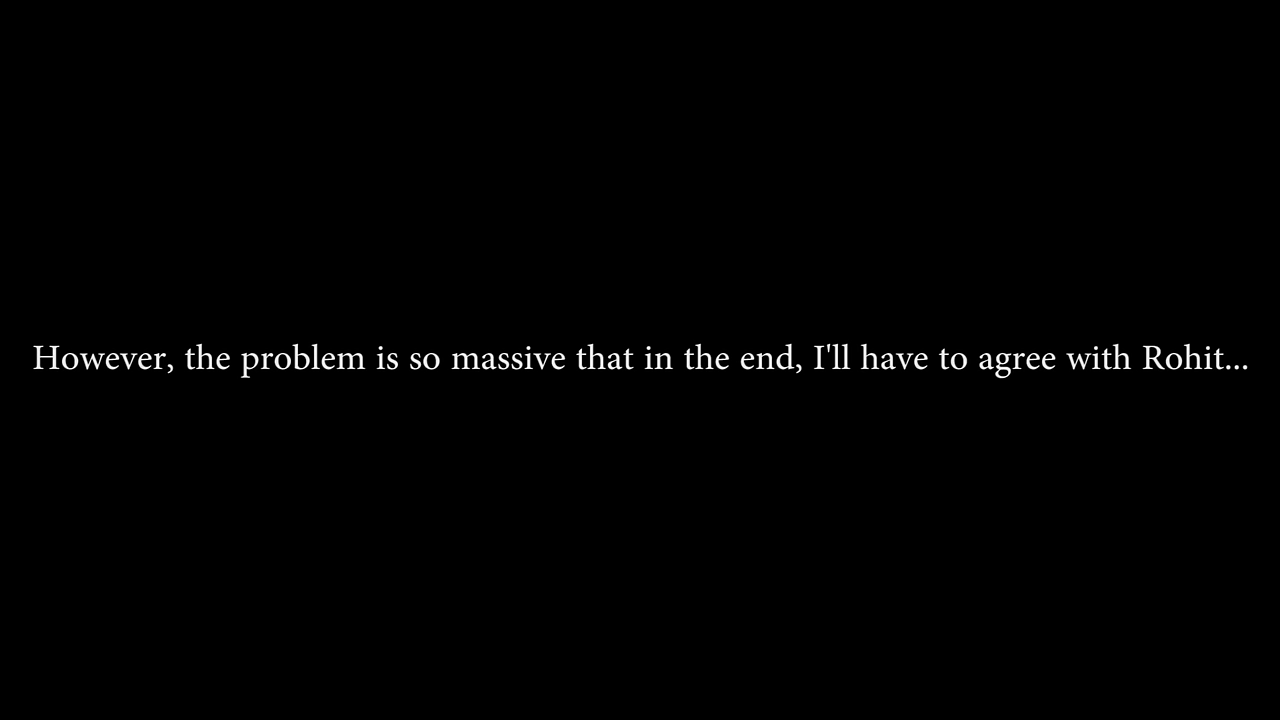 However, the problem is so massive that in the end, I'll have to agree with Rohit...